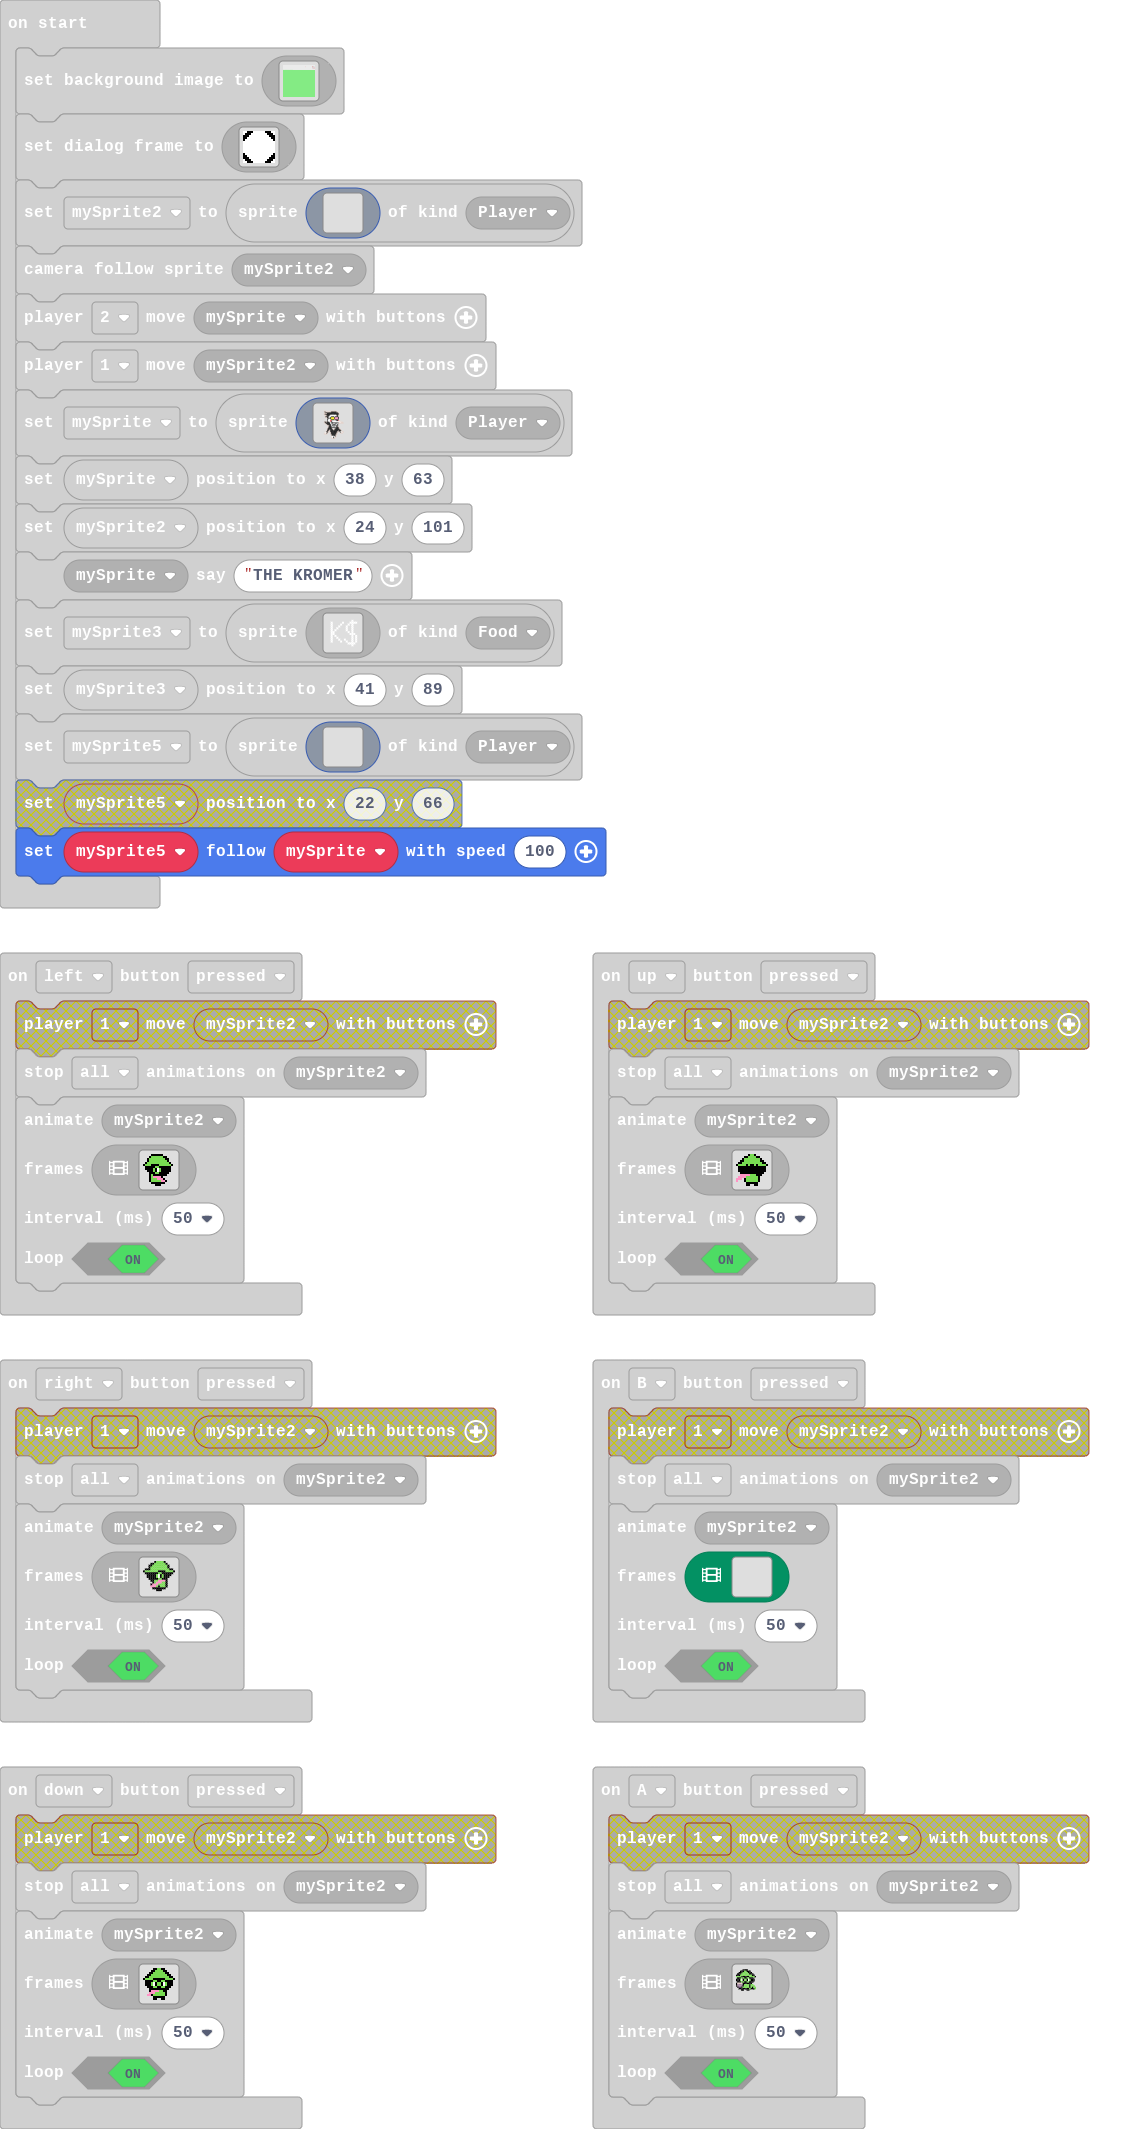 on start
set background image to
set dialog frame to
set mySprite2 to sprite of kind Player
camera follow sprite mySprite2
player 2 move mySprite with buttons
player 1 move mySprite2 with buttons
set mySprite to sprite of kind Player
set mySprite position to x 38 y 63
set mySprite2 position to x 24 y 101
mySprite say "THE KROMER"
set mySprite3 to sprite K$ of kind Food
set mySprite3 position to x 41 y 89
set mySprite5 to sprite of kind Player
set mySprite5 position to x 22 y 66
set mySprite5 follow mySprite with speed 100
on left button pressed
player 1 move mySprite2 with buttons
stop all animations on mySprite2
animate mySprite2
frames
interval (ms) 50
loop ON
on up button pressed
player 1 move mySprite2 with buttons
stop all animations on mySprite2
animate mySprite2
frames
interval (ms) 50
loop ON
on right button pressed
player 1 move mySprite2 with buttons
stop all animations on mySprite2
animate mySprite2
frames
interval (ms) 50
loop ON
on B button pressed
player 1 move mySprite2 with buttons
stop all animations on mySprite2
animate mySprite2
frames
interval (ms) 50
loop ON
on down button pressed
player 1 move mySprite2 with buttons
stop all animations on mySprite2
animate mySprite2
frames
interval (ms) 50
loop ON
on A button pressed
player 1 move mySprite2 with buttons
stop all animations on mySprite2
animate mySprite2
frames
interval (ms) 50
loop ON